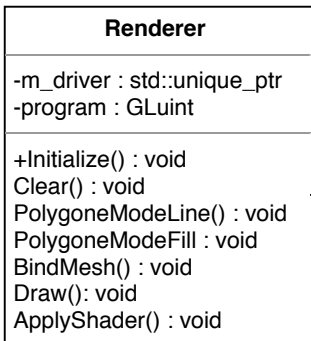 Renderer
-m_driver : std::unique_ptr
-program : GLuint
+Initialize() : void
Clear() : void
PolygoneModeLine() : void
PolygoneModeFill : void
BindMesh() : void
Draw(): void
ApplyShader() : void